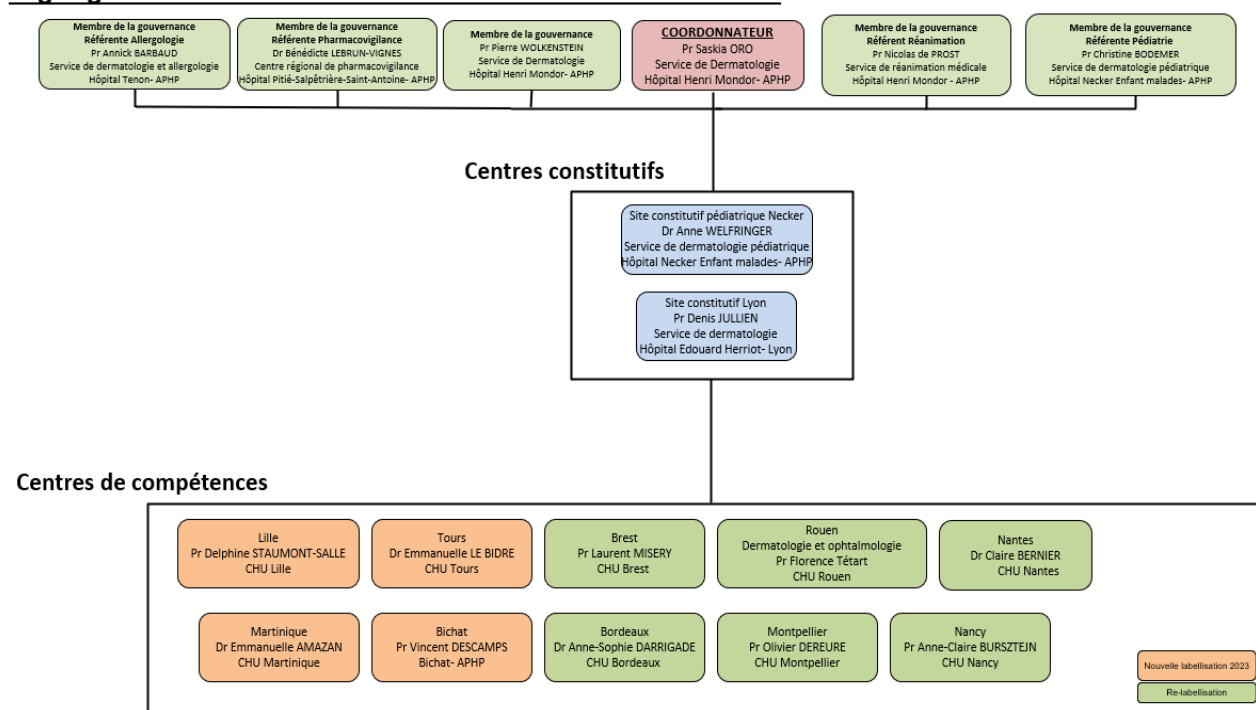 Membre de la gouvernance
Référente Allergologie
Pr Annick BARBAUD
Service de dermatologie et allergologie
Hôpital Tenon- APHP
Membre de la gouvernance
Référente Pharmacovigilance
Dr Bénédicte LEBRUN-VIGNES
Centre régional de pharmacovigilance
Hôpital Pitié-Salpêtrière-Saint-Antoine- APHP
Membre de la gouvernance
Pr Pierre WOLKENSTEIN
Service de Dermatologie
Hôpital Henri Mondor- APHP
COORDONNATEUR
Pr Saskia ORO
Service de Dermatologie
Hôpital Henri Mondor- APHP
Membre de la gouvernance
Référent Réanimation
Pr Nicolas de PROST
Service de réanimation médicale
Hôpital Henri Mondor - APHP
Membre de la gouvernance
Référente Pédiatrie
Pr Christine BODEMER
Service de dermatologie pédiatrique
Hôpital Necker Enfant malades- APHP
Centres constitutifs
Site constitutif pédiatrique Necker
Dr Anne WELFRINGER
Service de dermatologie pédiatrique
Hôpital Necker Enfant malades- APHP
Site constitutif Lyon
Pr Denis JULLIEN
Service de dermatologie
Hôpital Edouard Herriot- Lyon
Centres de compétences
Lille
Pr Delphine STAUMONT-SALLE
CHU Lille
Tours
Dr Emmanuelle LE BIDRE
CHU Tours
Brest
Pr Laurent MISERY
CHU Brest
Rouen
Dermatologie et ophtalmologie
Pr Florence Tétart
CHU Rouen
Nantes
Dr Claire BERNIER
CHU Nantes
Martinique
Dr Emmanuelle AMAZAN
CHU Martinique
Bichat
Pr Vincent DESCAMPS
Bichat- APHP
Bordeaux
Dr Anne-Sophie DARRIGADE
CHU Bordeaux
Montpellier
Pr Olivier DEREURE
CHU Montpellier
Nancy
Pr Anne-Claire BURSZTEJN
CHU Nancy
Nouvelle labellisation 2023
Re-labellisation